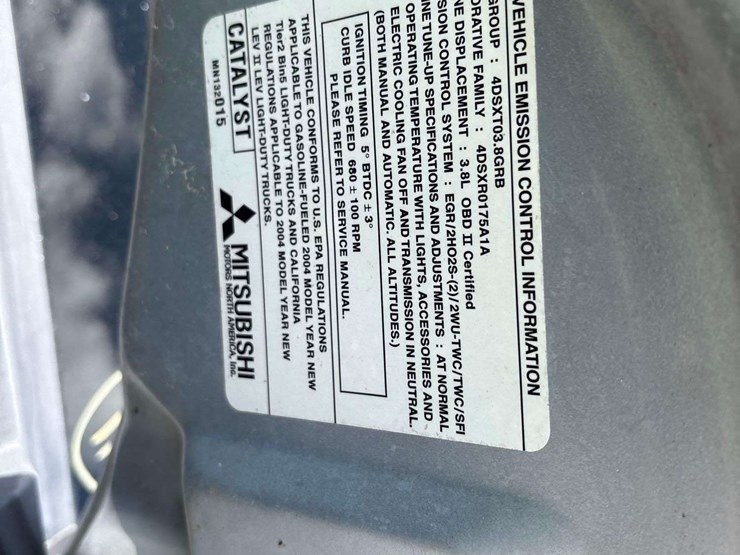 VEHICLE EMISSION CONTROL INFORMATION
GROUP : 4DSXT03.8GRB
ORATIVE FAMILY : 4DSXR0175A1A
NE DISPLACEMENT : 3.8L OBD II Certified
SION CONTROL SYSTEM : EGR/2HO2S-(2)/2WU-TWC/TWC/SFI
INE TUNE-UP SPECIFICATIONS AND ADJUSTMENTS : AT NORMAL
OPERATING TEMPERATURE WITH LIGHTS, ACCESSORIES AND
ELECTRIC COOLING FAN OFF AND TRANSMISSION IN NEUTRAL.
(BOTH MANUAL AND AUTOMATIC. ALL ALTITUDES.)
IGNITION TIMING 5° BTDC ± 3°
CURB IDLE SPEED 680 ± 100 RPM
PLEASE REFER TO SERVICE MANUAL.
THIS VEHICLE CONFORMS TO U.S. EPA REGULATIONS
APPLICABLE TO GASOLINE-FUELED 2004 MODEL YEAR NEW
Tier2 Bin5 LIGHT-DUTY TRUCKS AND CALIFORNIA
REGULATIONS APPLICABLE TO 2004 MODEL YEAR NEW
LEV II LEV LIGHT-DUTY TRUCKS.
CATALYST
MN132015
MITSUBISHI
MOTORS NORTH AMERICA, Inc.